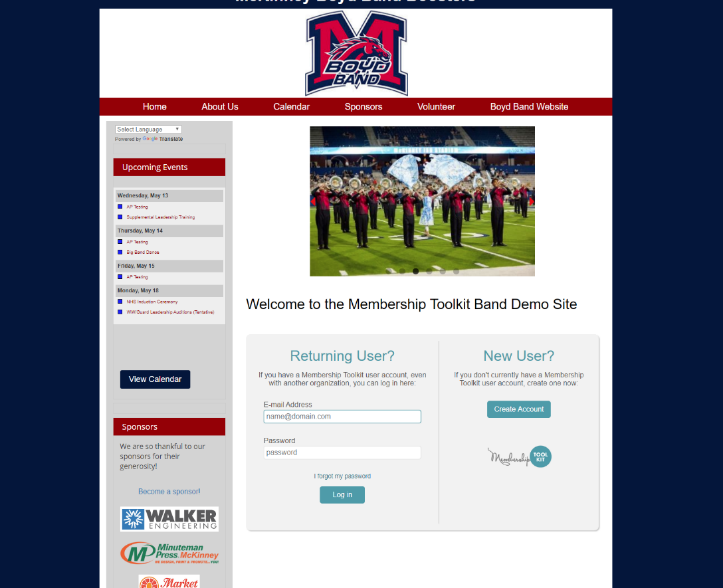 McKinney Boyd Band Boosters
M
BOYD
BAND
Home About Us Calendar Sponsors Volunteer Boyd Band Website
Select Language
Powered by Translate
Upcoming Events
Wednesday, May 13
AP Testing
Supplemental Leadership Training
Thursday, May 14
AP Testing
Big Band Dance
Friday, May 15
AP Testing
Monday, May 18
NHS Induction Ceremony
WW Guard Leadership Auditions (Tentative)
View Calendar
Sponsors
We are so thankful to our
sponsors for their
generosity!
Become a sponsor!
WALKER
ENGINEERING
MP Minuteman
Press McKinney
Market
Welcome to the Membership Toolkit Band Demo Site
Returning User?
If you have a Membership Toolkit user account, even
with another organization, you can log in here:
E-mail Address
name@domain.com
Password
password
I forgot my password
Log in
New User?
If you don't currently have a Membership
Toolkit user account, create one now:
Create Account
Membership TOOL
KIT